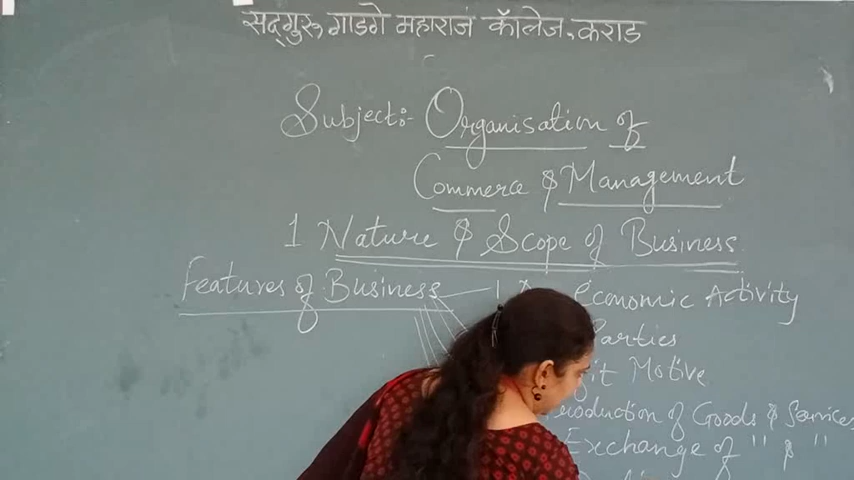 सद्गुरू गाडगे महाराज कॉलेज, कराड
Subject:- Organisation of
Commerce & Management
1 Nature & Scope of Business
Features of Business 1 Economic Activity
Parties
Motive
Production of Goods & Services
Exchange of " & "